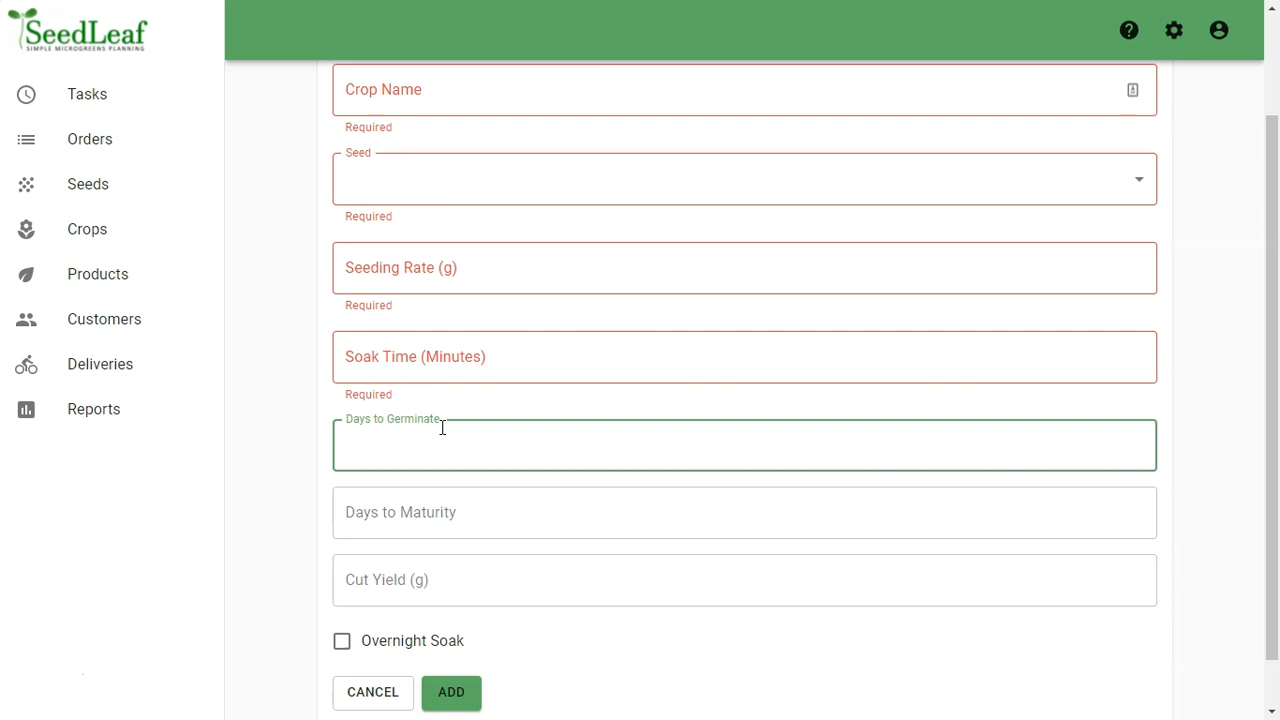 SeedLeaf
SIMPLE MICROGREENS PLANNING
Tasks
Orders
Seeds
Crops
Products
Customers
Deliveries
Reports
Crop Name
Required
Seed
Required
Seeding Rate (g)
Required
Soak Time (Minutes)
Required
Days to Germinate
Days to Maturity
Cut Yield (g)
Overnight Soak
CANCEL ADD